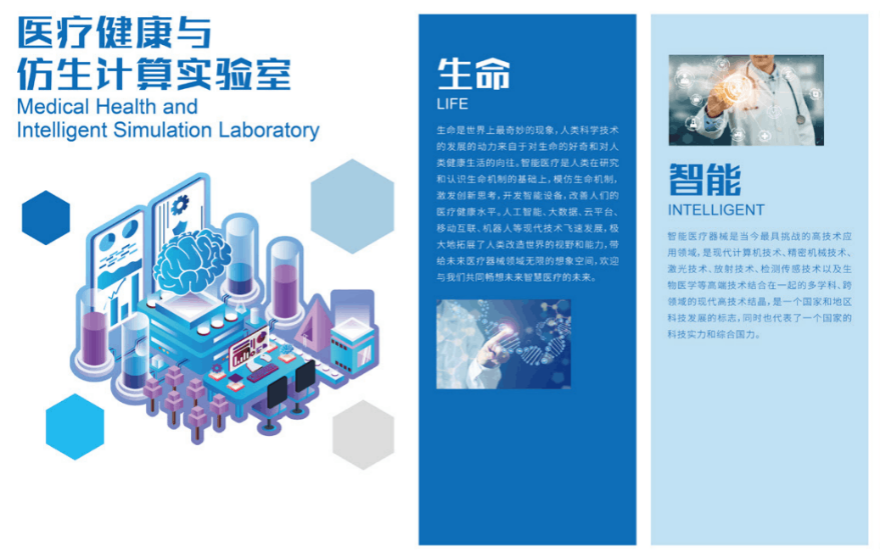 医疗健康与
仿生计算实验室
Medical Health and
Intelligent Simulation Laboratory
生命
LIFE
生命是世界上最奇妙的现象，人类科学技术
的发展的动力来自于对生命的好奇和对人
类健康生活的向往。智能医疗是人类在研究
和认识生命机制的基础上，模仿生命机制，
激发创新思考，开发智能设备，改善人们的
医疗健康水平。人工智能、大数据、云平台、
移动互联、机器人等现代技术飞速发展，极
大地拓展了人类改造世界的视野和能力，带
给未来医疗器械领域无限的想象空间，欢迎
与我们共同畅想未来智慧医疗的未来。
智能
INTELLIGENT
智能医疗器械是当今最具挑战的高技术应
用领域，是现代计算机技术、精密机械技术、
激光技术、放射技术、检测传感技术以及生
物医学等高端技术结合在一起的多学科、跨
领域的现代高技术结晶，是一个国家和地区
科技发展的标志。同时也代表了一个国家的
科技实力和综合国力。